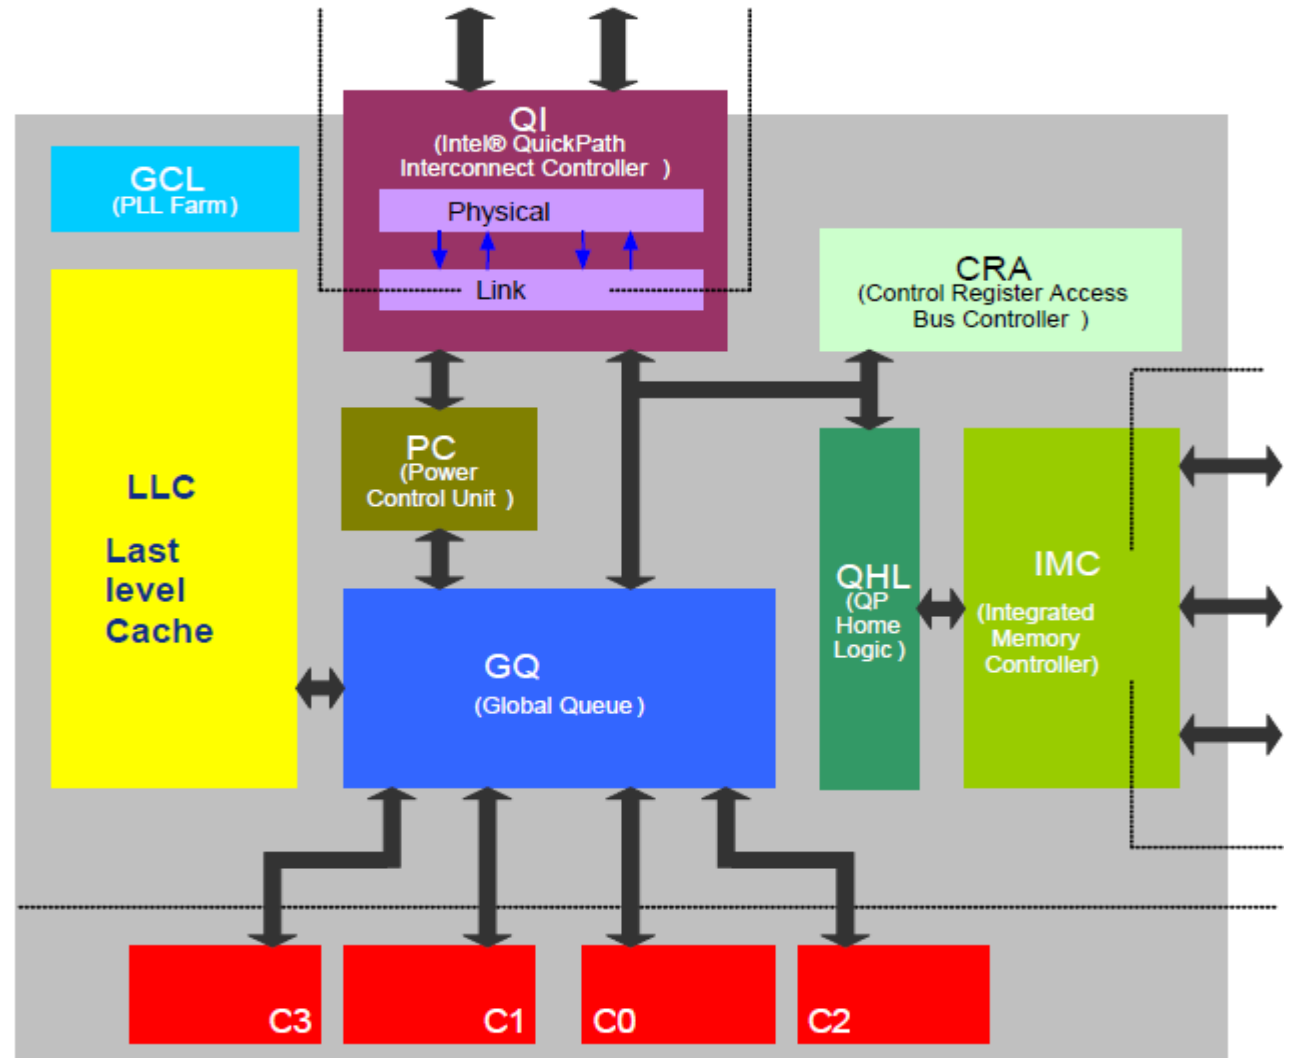 QI
(Intel® QuickPath
Interconnect Controller )
Physical
Link
GCL
(PLL Farm)
CRA
(Control Register Access
Bus Controller )
LLC
Last
level
Cache
PC
(Power
Control Unit )
QHL
(QP
Home
Logic )
IMC
(Integrated
Memory
Controller)
GQ
(Global Queue )
C3
C1
C0
C2